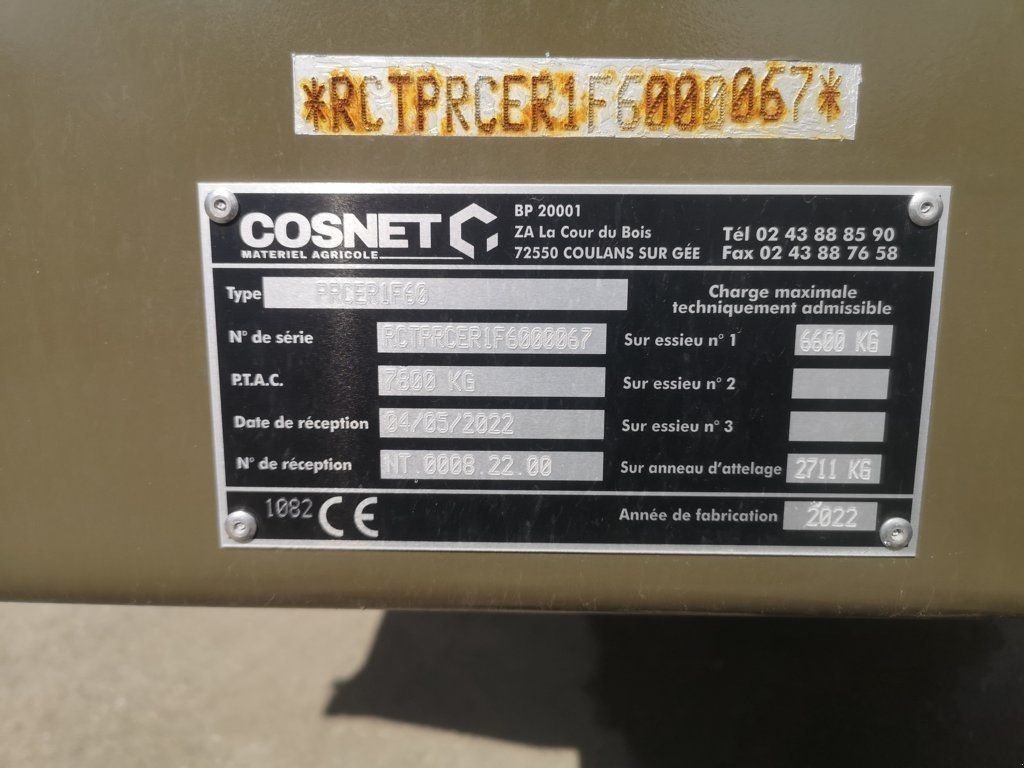 *RCTPRCER1F6000067*
COSNET
MATERIEL AGRICOLE
BP 20001
ZA La Cour du Bois
72550 COULANS SUR GÉE
Tél 02 43 88 85 90
Fax 02 43 88 76 58
Type PRCER1F60
Charge maximale
techniquement admissible
N° de série RCTPRCER1F6000067
Sur essieu n° 1 6600 KG
P.T.A.C. 7800 KG
Sur essieu n° 2
Date de réception 04/05/2022
Sur essieu n° 3
N° de réception NT.0008.22.00
Sur anneau d'attelage 2711 KG
1082 CE
Année de fabrication 2022